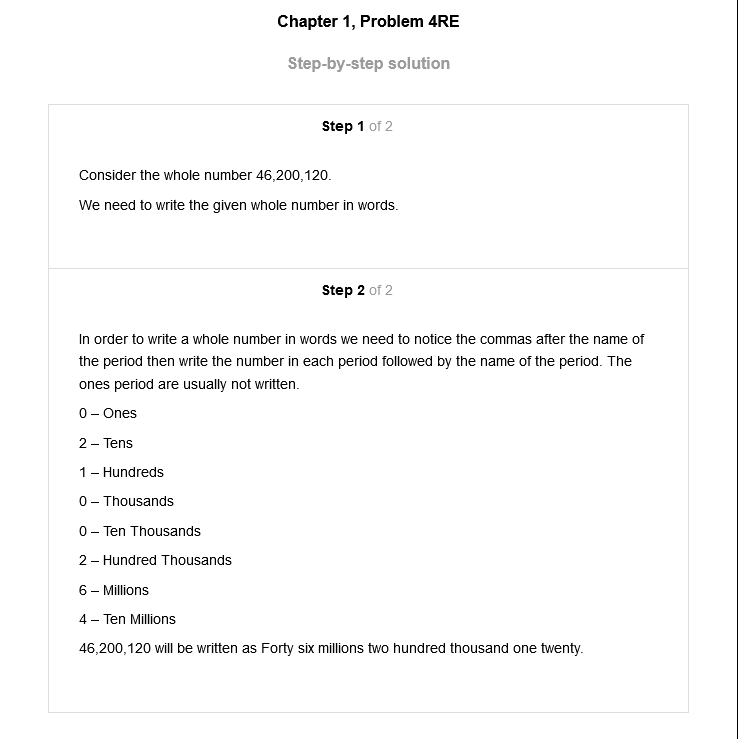 Chapter 1, Problem 4RE
Step-by-step solution
Step 1 of 2
Consider the whole number 46,200,120.
We need to write the given whole number in words.
Step 2 of 2
In order to write a whole number in words we need to notice the commas after the name of
the period then write the number in each period followed by the name of the period. The
ones period are usually not written.
0 – Ones
2 – Tens
1 – Hundreds
0 – Thousands
0 – Ten Thousands
2 – Hundred Thousands
6 – Millions
4 – Ten Millions
46,200,120 will be written as Forty six millions two hundred thousand one twenty.